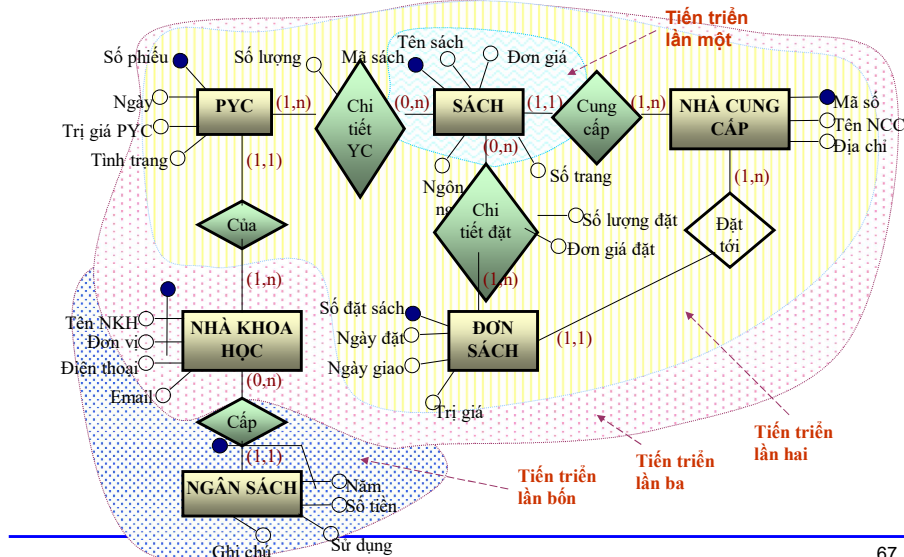 Tiến triển
lần một
Tên sách
Số phiếu
Số lượng
Mã sách
Đơn giá
Ngày
PYC
(1,n)
Chi
tiết
YC
(0,n)
SÁCH
(1,1)
Cung
cấp
(1,n)
NHÀ CUNG
CẤP
Mã số
Tên NCC
Địa chỉ
Trị giá PYC
Tình trạng
(1,1)
(0,n)
Ngôn
Số trang
(1,n)
Của
Chi
tiết đặt
Số lượng đặt
Đơn giá đặt
Đặt
tới
(1,n)
(1,n)
Số đặt sách
Tên NKH
Đơn vị
Điện thoại
Email
NHÀ KHOA
HỌC
Ngày đặt
Ngày giao
ĐƠN
SÁCH
(1,1)
(0,n)
Trị giá
Cấp
(1,1)
Tiến triển
lần hai
Tiến triển
lần ba
Tiến triển
lần bốn
NGÂN SÁCH
Năm
Số tiền
Sử dụng
Ghi chú
67